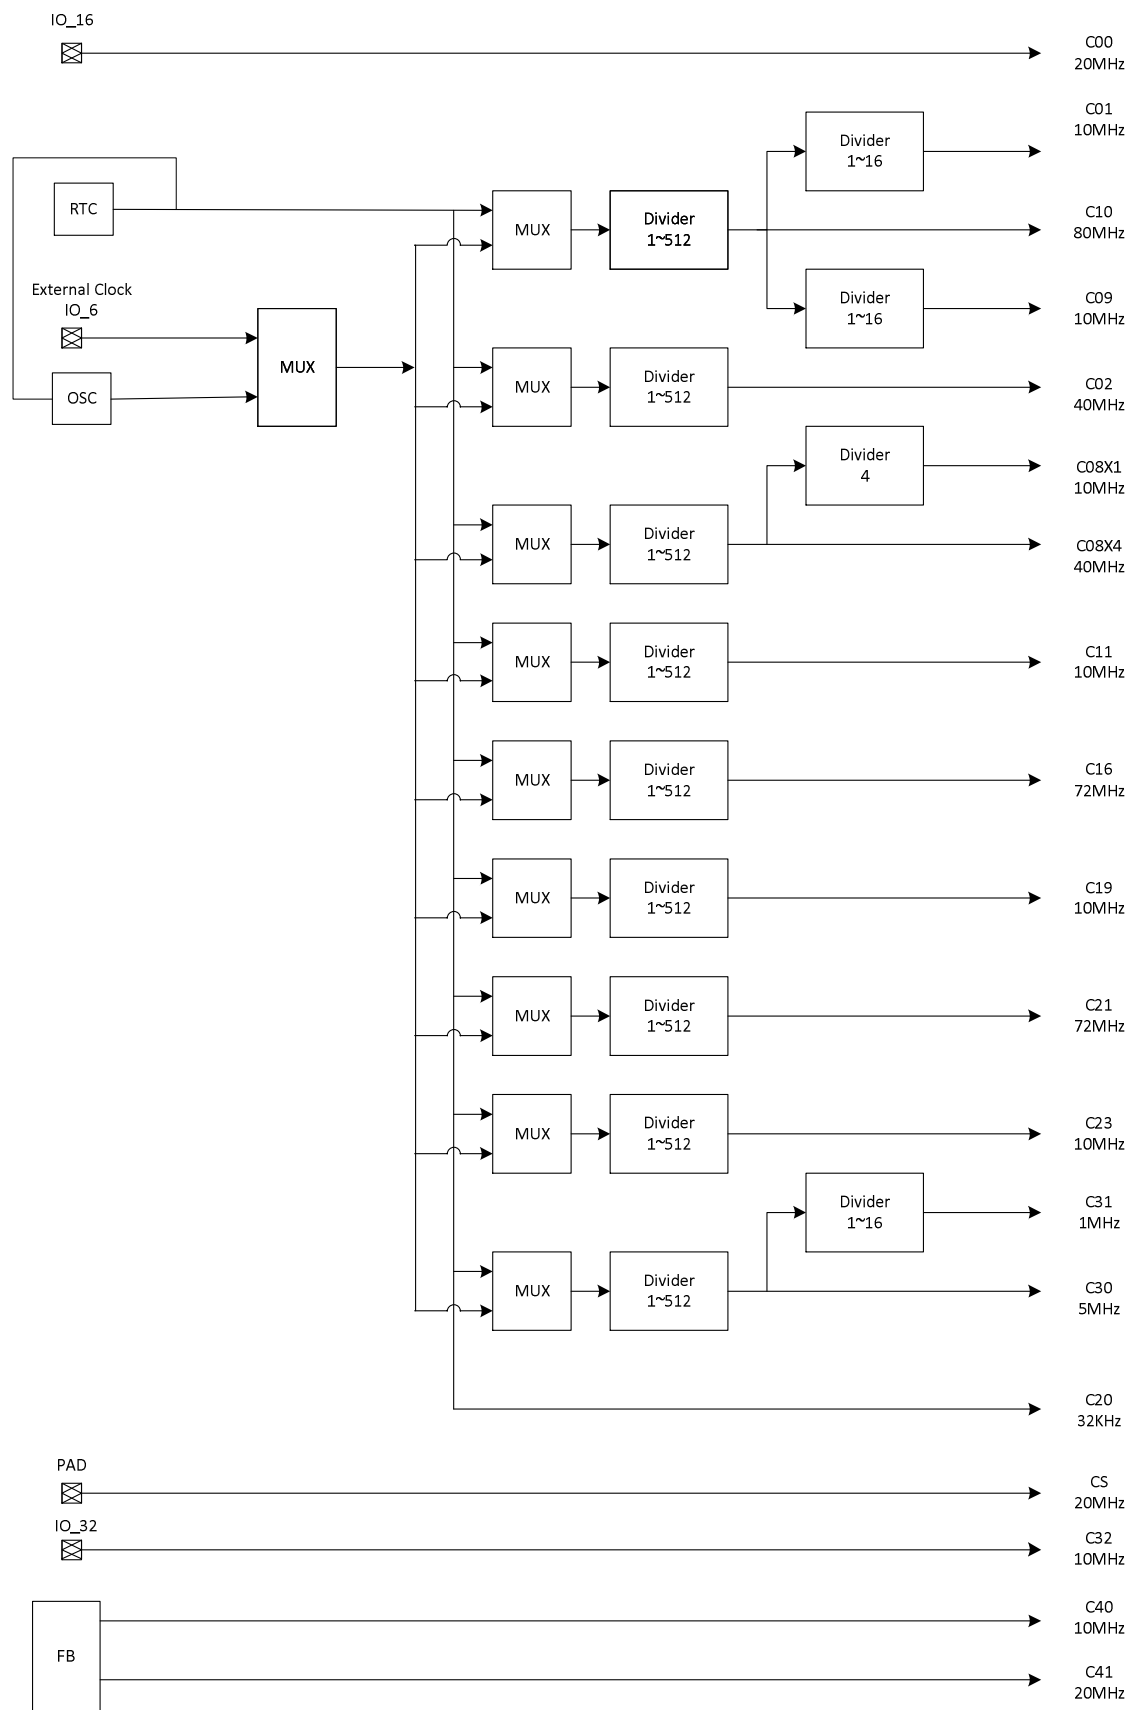 IO_16
C00
20MHz
C01
10MHz
Divider
1~16
RTC
MUX
Divider
1~512
C10
80MHz
External Clock
IO_6
C09
10MHz
Divider
1~16
MUX
OSC
MUX
Divider
1~512
C02
40MHz
Divider
4
C08X1
10MHz
MUX
Divider
1~512
C08X4
40MHz
MUX
Divider
1~512
C11
10MHz
MUX
Divider
1~512
C16
72MHz
MUX
Divider
1~512
C19
10MHz
MUX
Divider
1~512
C21
72MHz
MUX
Divider
1~512
C23
10MHz
Divider
1~16
C31
1MHz
MUX
Divider
1~512
C30
5MHz
C20
32KHz
PAD
CS
20MHz
IO_32
C32
10MHz
C40
10MHz
FB
C41
20MHz